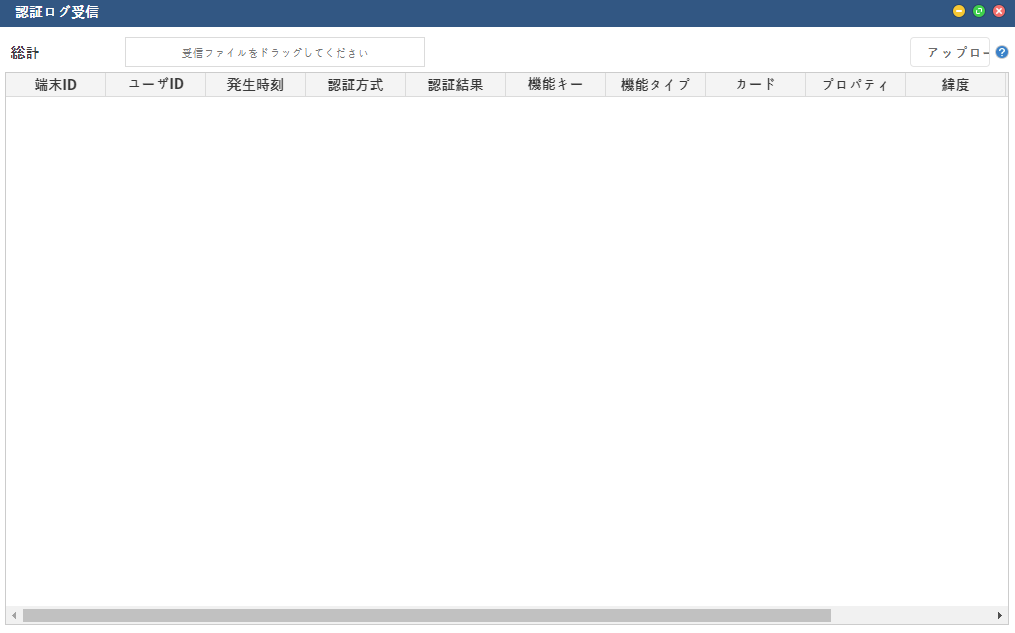 認証ログ受信
総計
受信ファイルをドラッグしてください
アップロー
端末ID ユーザID 発生時刻 認証方式 認証結果 機能キー 機能タイプ カード プロパティ 緯度